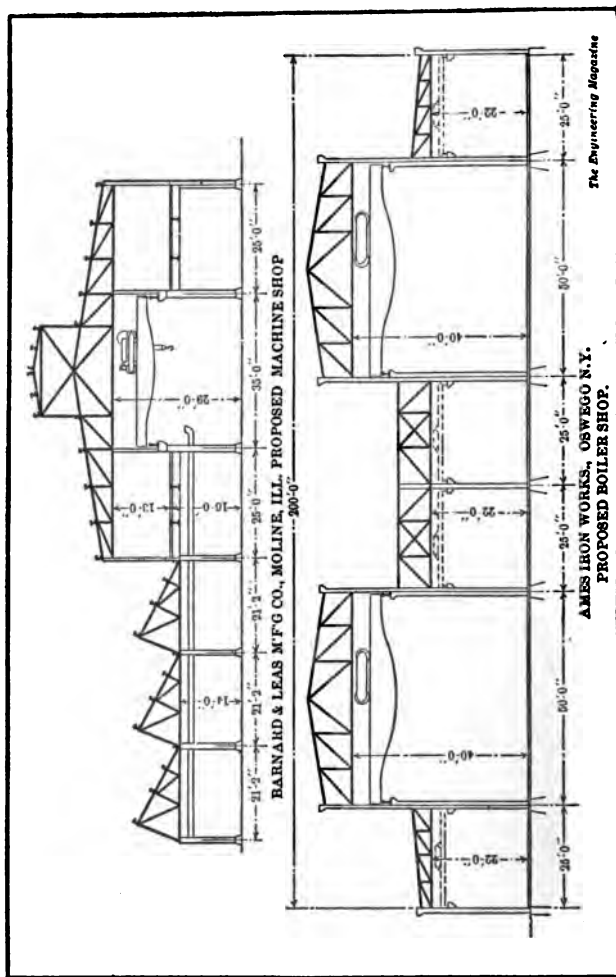 29'-0"
13'-0"
16'-0"
14'-0"
21'-2" 21'-2" 21'-2" 25'-0" 35'-0" 25'-0"
BARNARD & LEAS M'F'G CO., MOLINE, ILL. PROPOSED MACHINE SHOP
200'-0"
40'-0" 40'-0"
22'-0" 22'-0" 22'-0"
25'-0" 50'-0" 25'-0" 25'-0" 50'-0" 25'-0"
AMES IRON WORKS., OSWEGO N.Y.
PROPOSED BOILER SHOP.
The Engineering Magazine